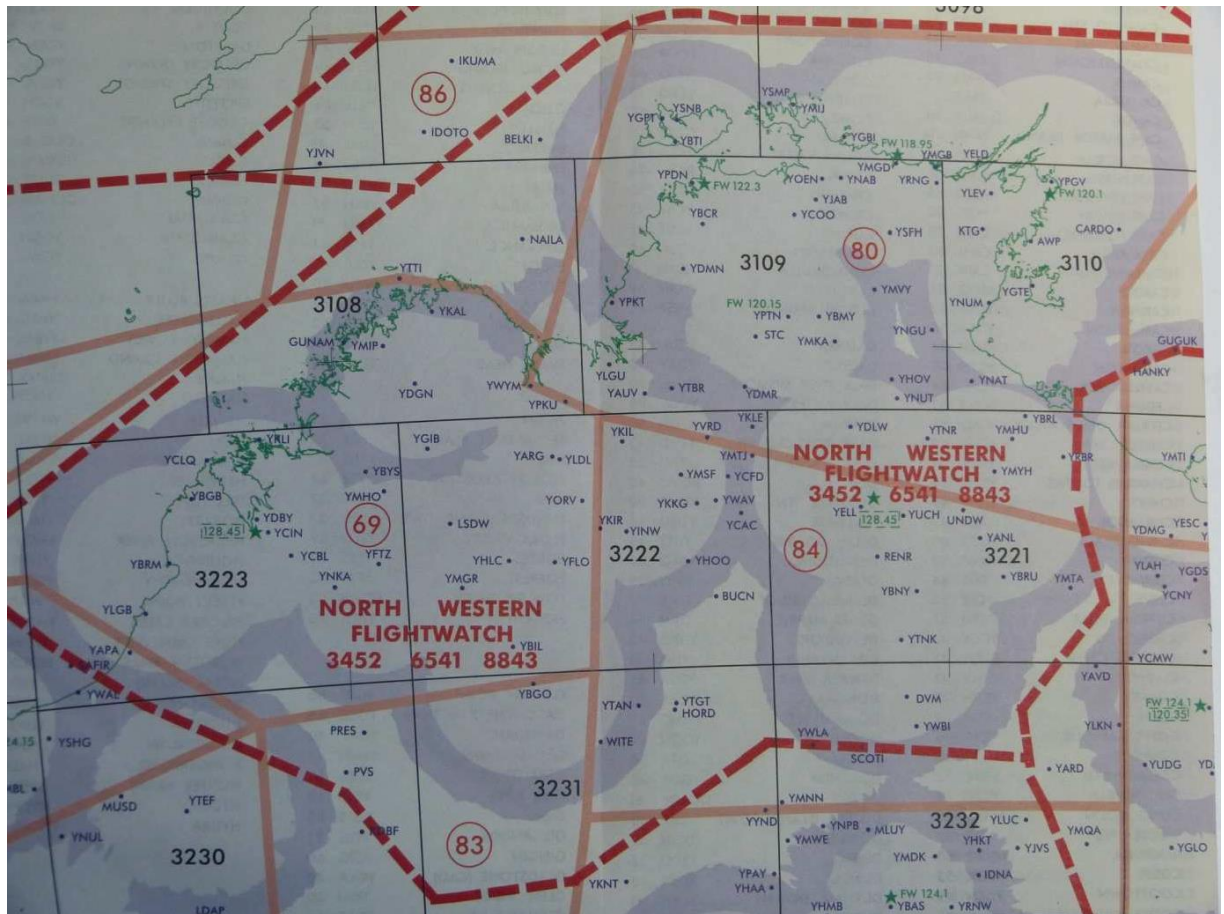 3098
IKUMA
86
YSMP
YMIJ
YSNB
YGPT
IDOTO
BELKI
YBTI
YGBI
FW 118.95
YJVN
YMGD
YMGB
YELD
YPDN
FW 122.3
YOEN
YNAB
YRNG
YLEV
YPGV
FW 120.1
YJAB
YBCR
YCOO
KTG
CARDO
NAILA
80
YSFH
AWP
3109
3110
YTTI
YDMN
YMVY
YGTE
3108
YKAL
YPKT
FW 120.15
YNUM
YPTN
YBMY
GUNAM
YMIP
STC
YMKA
YNGU
GUGUK
HANKY
YLGU
YDGN
YWYM
YAUV
YTBR
YDMR
YHOV
YNAT
YPKU
YNUT
YKLE
YBRL
YDLW
YTNR
YMHU
YGIB
YKIL
YVRD
YCLQ
YARG
YLDL
YMTJ
NORTH WESTERN
YRBR
YMTI
YBYS
YMSF
YCFD
FLIGHTWATCH
YMYH
YBGB
YMHO
YORV
YKKG
YWAV
3452 6541 8843
YDBY
69
LSDW
YCAC
YELL
128.45
YUCH
UNDW
YESC
128.45
YCIN
YKIR
YINW
YDMG
YANL
YCBL
YFTZ
3222
84
3221
YBRM
3223
YHLC
YFLO
YHOO
RENR
YLAH
YGDS
YNKA
YMGR
YBRU
YMTA
YCNY
BUCN
YBNY
YLGB
NORTH WESTERN
FLIGHTWATCH
YTNK
YAPA
YBIL
3452 6541 8843
YCMW
YAVD
YWAL
YBGO
DVM
YTAN
YTGT
HORD
FW 124.1
120.35
YWBI
YLKN
PRES
YSHG
WITE
YWLA
SCOTI
PVS
YARD
YUDG
3231
MUSD
YTEF
YMNN
YYND
YNUL
YNPB
MLUY
3232
YLUC
YMQA
83
YMWE
YHKT
YJVS
YGLO
3230
YMDK
YPAY
IDNA
YKNT
YHAA
FW 124.1
LDAP
YHMB
YBAS
YRNW